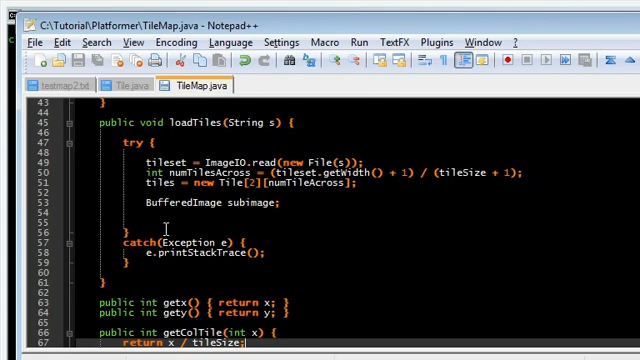 C:\Tutorial\Platformer\TileMap.java - Notepad++
File Edit Search View Encoding Language Settings Macro Run TextFX Plugins Window ?
testmap2.txt Tile.java TileMap.java
43 }
44
45 public void loadTiles(String s) {
46
47 try {
48
49 tileset = ImageIO.read(new File(s));
50 int numTilesAcross = (tileset.getWidth() + 1) / (tileSize + 1);
51 tiles = new Tile[2][numTileAcross];
52
53 BufferedImage subimage;
54
55
56 }
57 catch(Exception e) {
58 e.printStackTrace();
59 }
60
61 }
62
63 public int getx() { return x; }
64 public int gety() { return y; }
65
66 public int getColTile(int x) {
67 return x / tileSize;